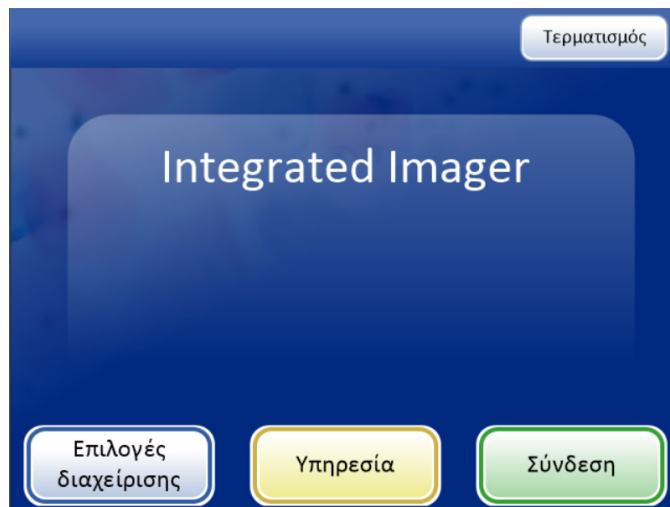 Τερματισμός
Integrated Imager
Επιλογές
διαχείρισης
Υπηρεσία
Σύνδεση